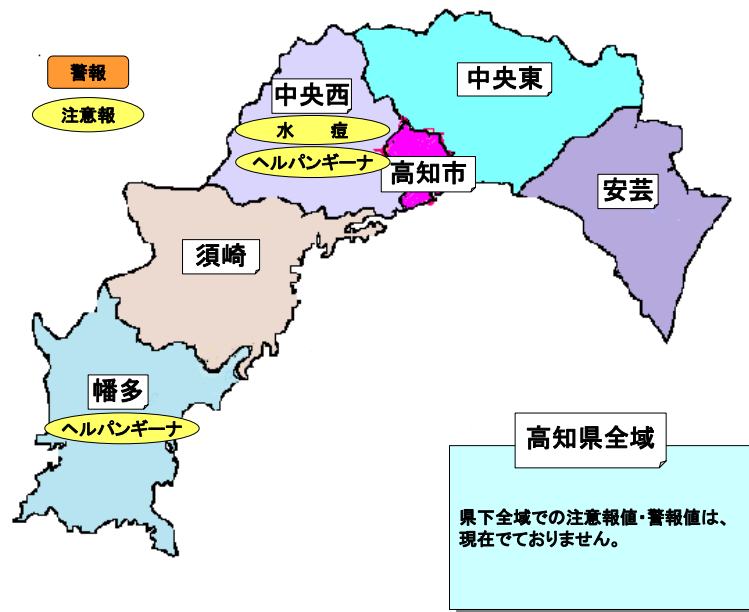 警報
注意報
中央西
水　　痘
ヘルパンギーナ
中央東
高知市
安芸
須崎
幡多
ヘルパンギーナ
高知県全域
県下全域での注意報値・警報値は、
現在でておりません。